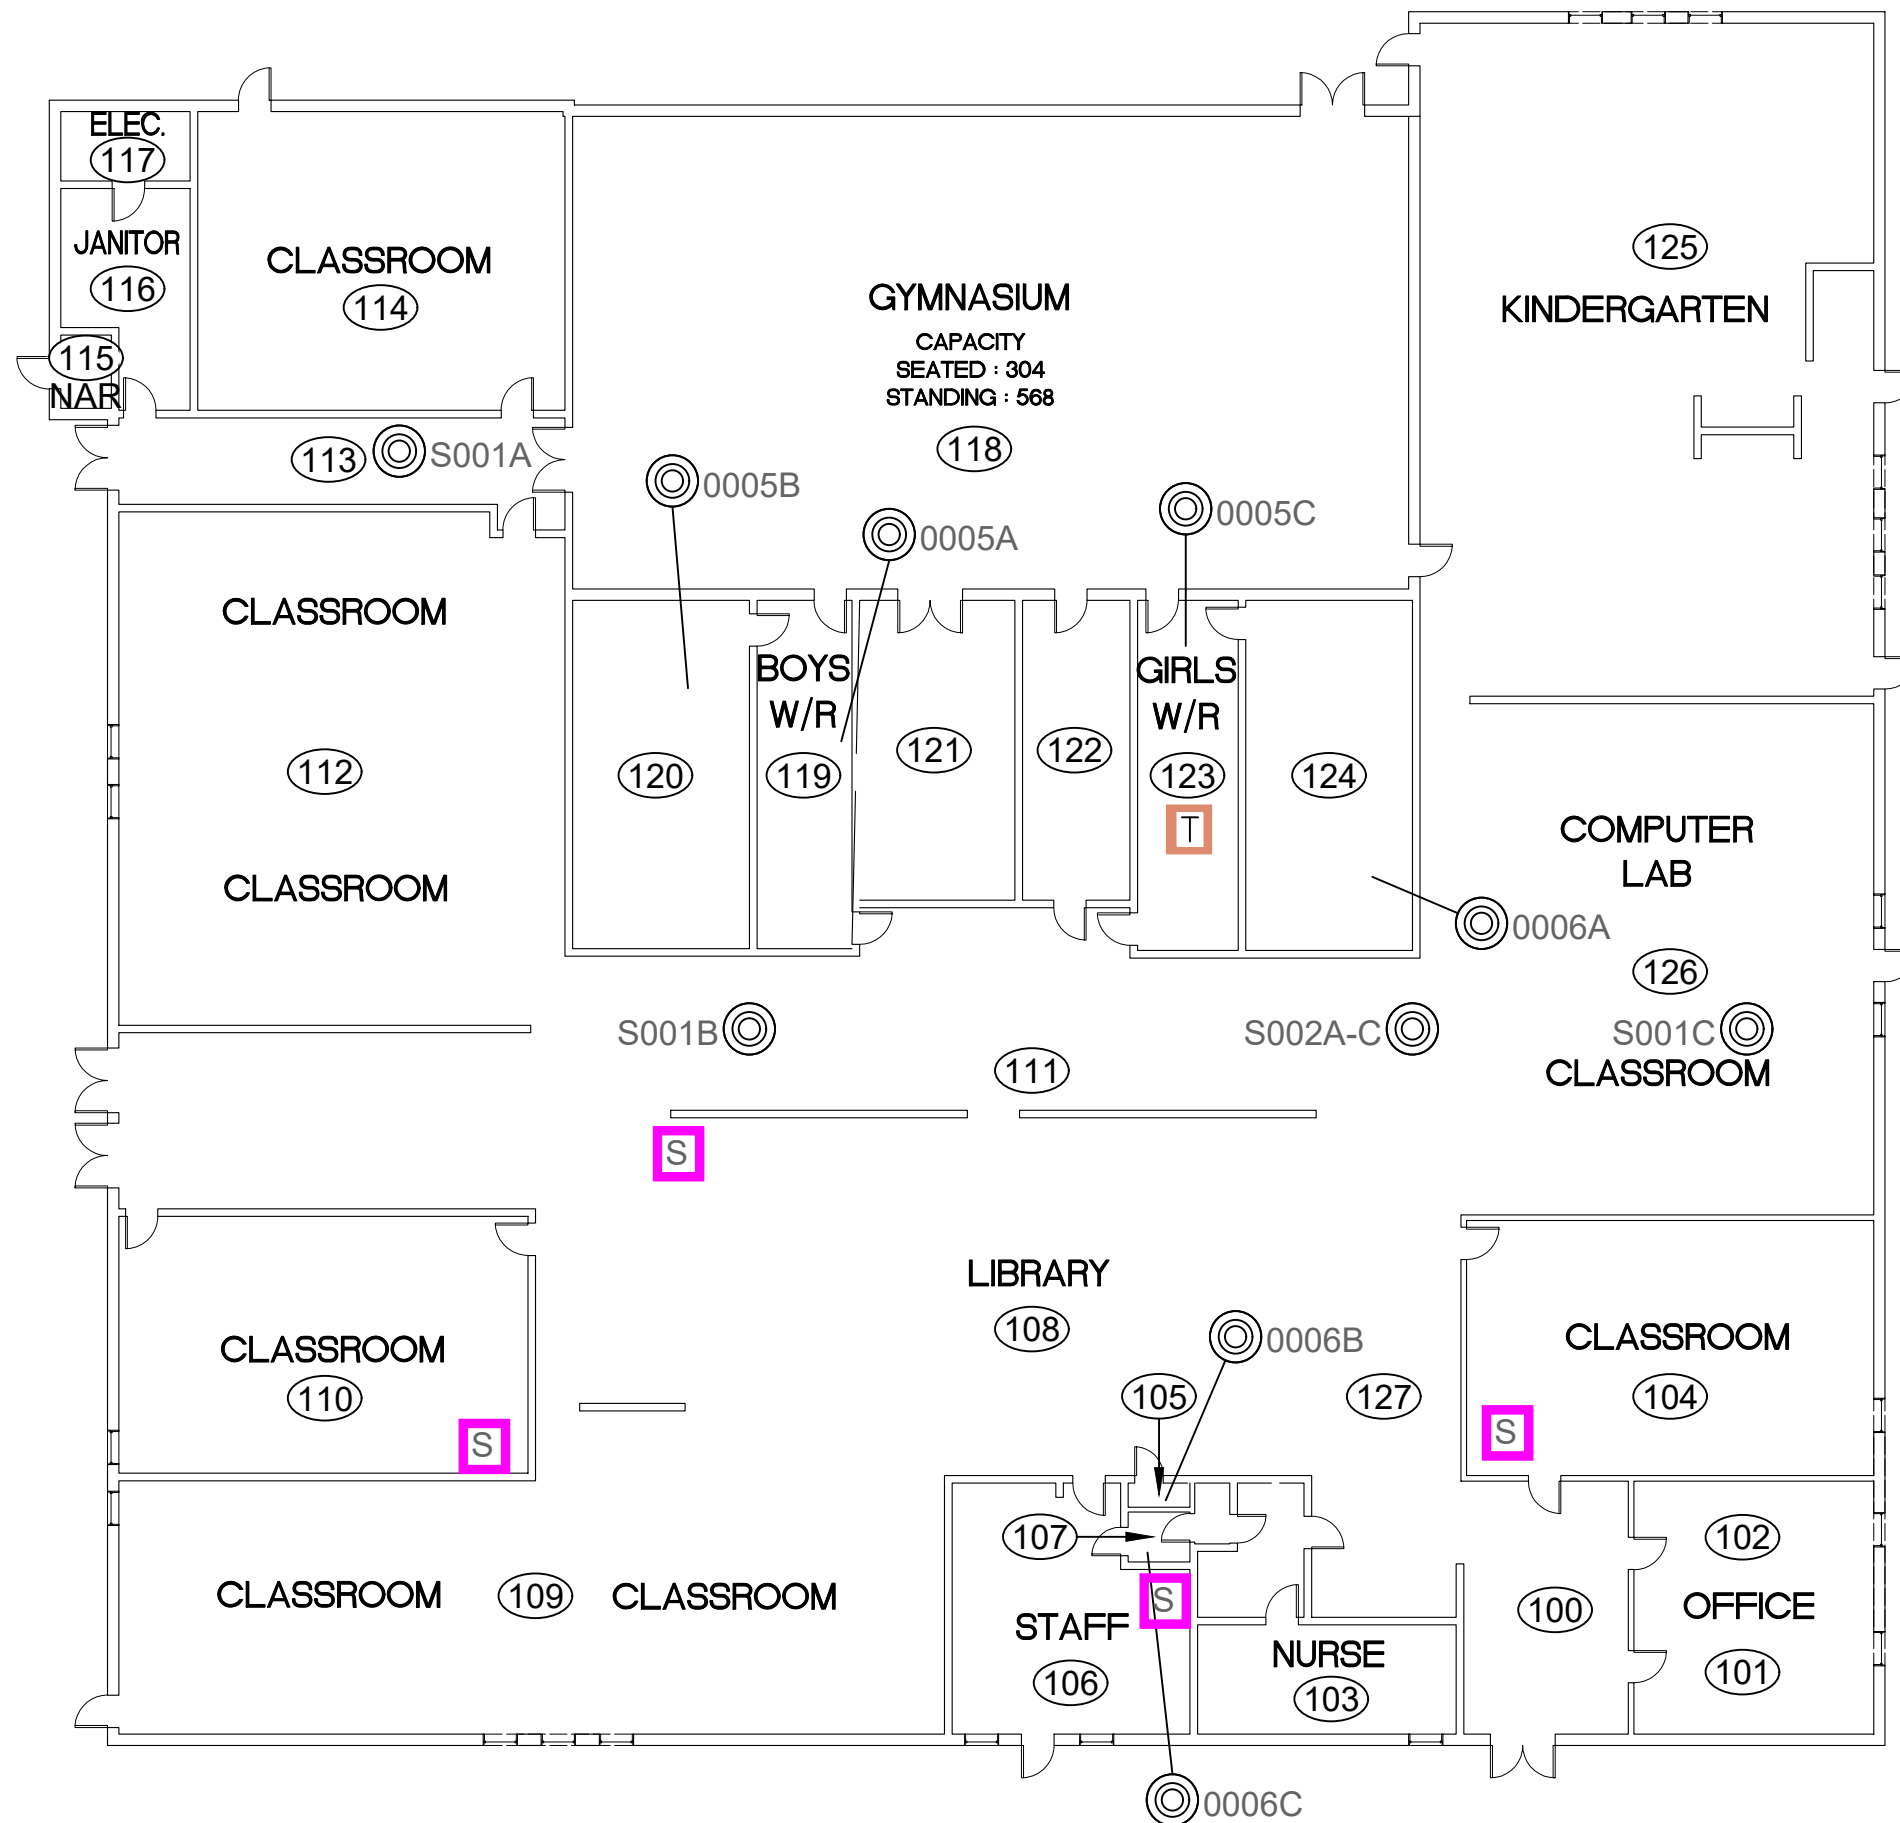 ELEC.
117
JANITOR
116
CLASSROOM
114
115
NAR
113
S001A
GYMNASIUM
CAPACITY
SEATED : 304
STANDING : 568
118
125
KINDERGARTEN
0005B
0005A
0005C
CLASSROOM
112
CLASSROOM
120
BOYS
W/R
119
121
122
GIRLS
W/R
123
T
124
COMPUTER
LAB
126
0006A
S001B
S002A-C
S001C
CLASSROOM
111
S
LIBRARY
108
0006B
105
127
CLASSROOM
110
S
CLASSROOM
104
S
107
102
OFFICE
101
100
CLASSROOM
109
CLASSROOM
S
STAFF
106
NURSE
103
0006C